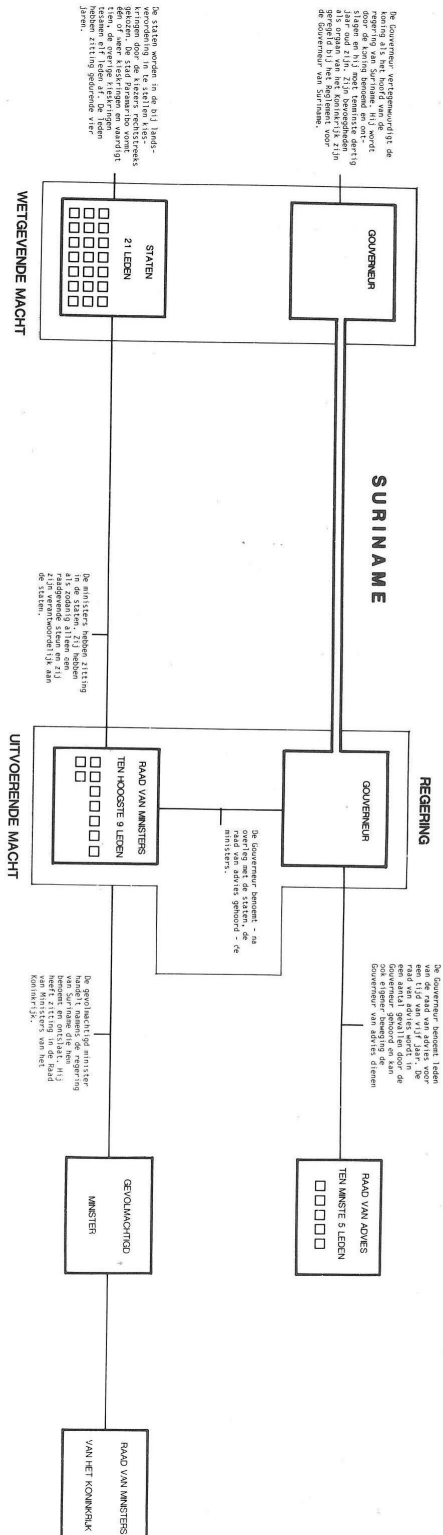 SURINAME
REGERING
De Gouverneur vertegenwoordigt de
koning als het hoofd van de
regering van Suriname. Hij wordt
door de koning benoemd en ont-
slagen en hij moet tenminste dertig
jaar oud zijn. Zijn bevoegdheden
als orgaan van het Koninkrijk zijn
geregeld bij het Reglement voor
de Gouverneur van Suriname.
GOUVERNEUR
GOUVERNEUR
De Gouverneur benoemt leden
van de raad van advies voor
een tijd van vijf jaar. De
raad van advies wordt in
een aantal gevallen door de
Gouverneur gehoord en kan
ook eigener beweging de
Gouverneur van advies dienen
RAAD VAN ADVIES
TEN MINSTE 5 LEDEN
De Gouverneur benoemt - na
overleg met de staten, de
raad van advies gehoord - de
ministers.
De staten worden in de bij lands-
verordening in te stellen kies-
kringen door de kiezers rechtstreeks
gekozen. De stad Paramaribo vormt
één of meer kieskringen en vaardigt
tien, de overige kieskringen
tesamen elf leden af. De leden
hebben zitting gedurende vier
jaren.
STATEN
21 LEDEN
WETGEVENDE MACHT
De ministers hebben zitting
in de staten. Zij hebben
als zodanig alleen een
raadgevende stem en zij
zijn verantwoordelijk aan
de staten.
RAAD VAN MINISTERS
TEN HOOGSTE 9 LEDEN
UITVOERENDE MACHT
De gevolmachtigd minister
handelt namens de regering
van Suriname die hem
benoemt en ontslaat. Hij
heeft zitting in de Raad
van Ministers van het
Koninkrijk.
GEVOLMACHTIGD
MINISTER
RAAD VAN MINISTERS
VAN HET KONINKRIJK